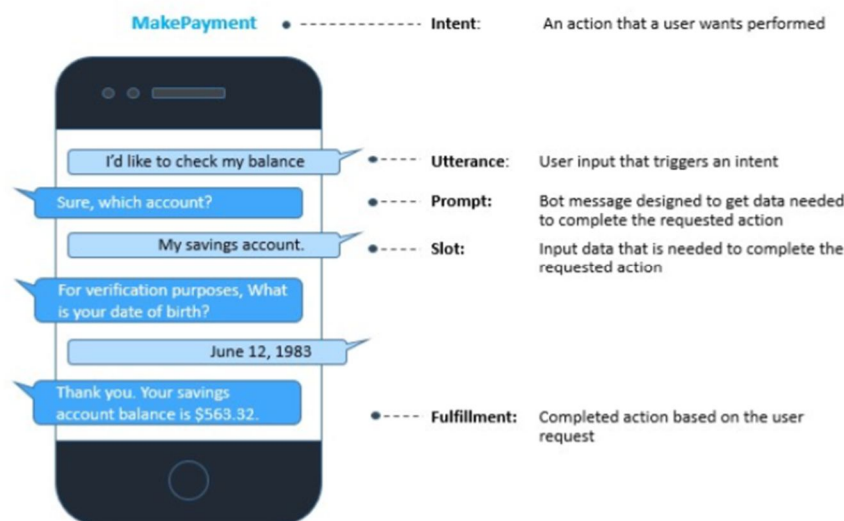 MakePayment Intent: An action that a user wants performed
I'd like to check my balance Utterance: User input that triggers an intent
Sure, which account? Prompt: Bot message designed to get data needed
to complete the requested action
My savings account. Slot: Input data that is needed to complete the
requested action
For verification purposes, What
is your date of birth?
June 12, 1983
Thank you. Your savings
account balance is $563.32.
Fulfillment: Completed action based on the user
request